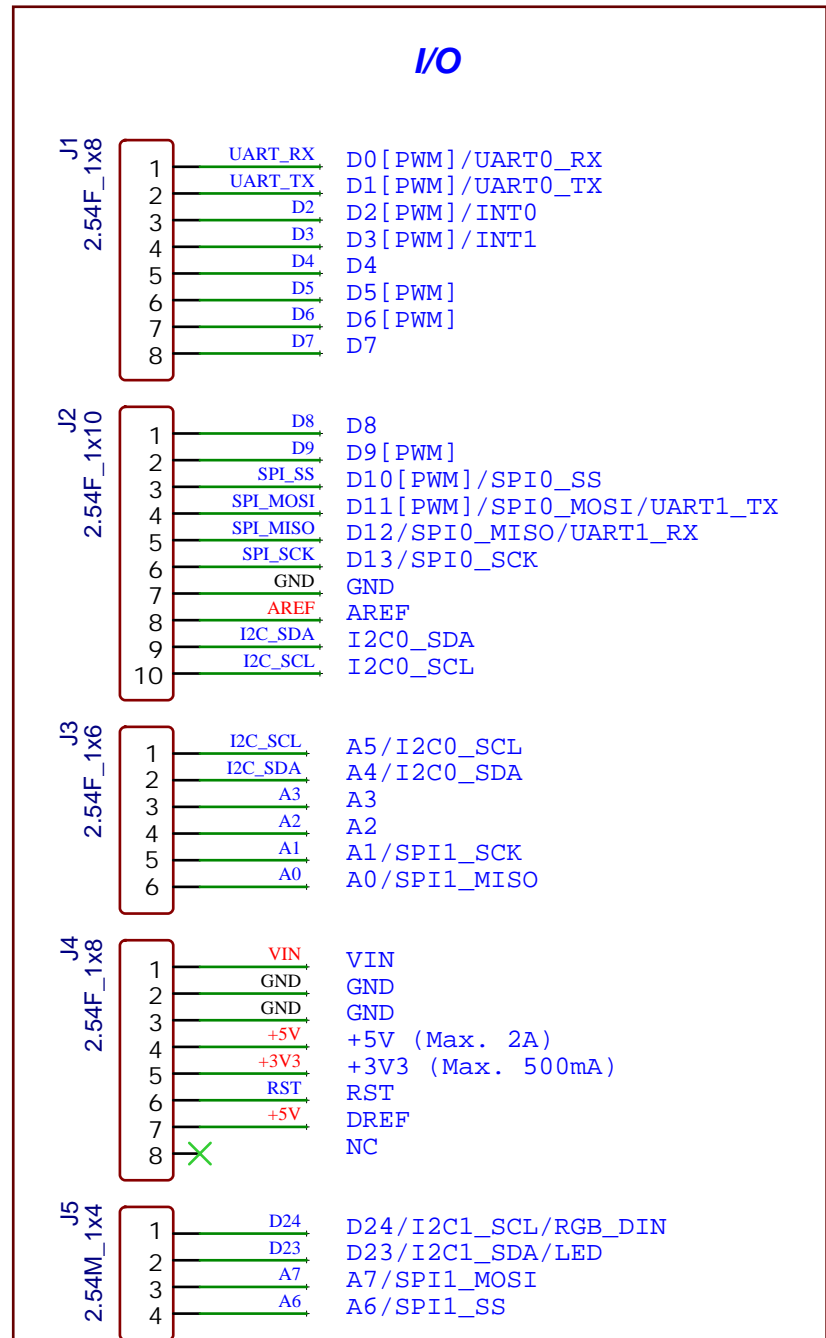 I/O
J1
2.54F_1x8
1 UART_RX D0[PWM]/UART0_RX
2 UART_TX D1[PWM]/UART0_TX
3 D2 D2[PWM]/INT0
4 D3 D3[PWM]/INT1
5 D4 D4
6 D5 D5[PWM]
7 D6 D6[PWM]
8 D7 D7
J2
2.54F_1x10
1 D8 D8
2 D9 D9[PWM]
3 SPI_SS D10[PWM]/SPI0_SS
4 SPI_MOSI D11[PWM]/SPI0_MOSI/UART1_TX
5 SPI_MISO D12/SPI0_MISO/UART1_RX
6 SPI_SCK D13/SPI0_SCK
7 GND GND
8 AREF AREF
9 I2C_SDA I2C0_SDA
10 I2C_SCL I2C0_SCL
J3
2.54F_1x6
1 I2C_SCL A5/I2C0_SCL
2 I2C_SDA A4/I2C0_SDA
3 A3 A3
4 A2 A2
5 A1 A1/SPI1_SCK
6 A0 A0/SPI1_MISO
J4
2.54F_1x8
1 VIN VIN
2 GND GND
3 GND GND
4 +5V +5V (Max. 2A)
5 +3V3 +3V3 (Max. 500mA)
6 RST RST
7 +5V DREF
8 NC
J5
2.54M_1x4
1 D24 D24/I2C1_SCL/RGB_DIN
2 D23 D23/I2C1_SDA/LED
3 A7 A7/SPI1_MOSI
4 A6 A6/SPI1_SS